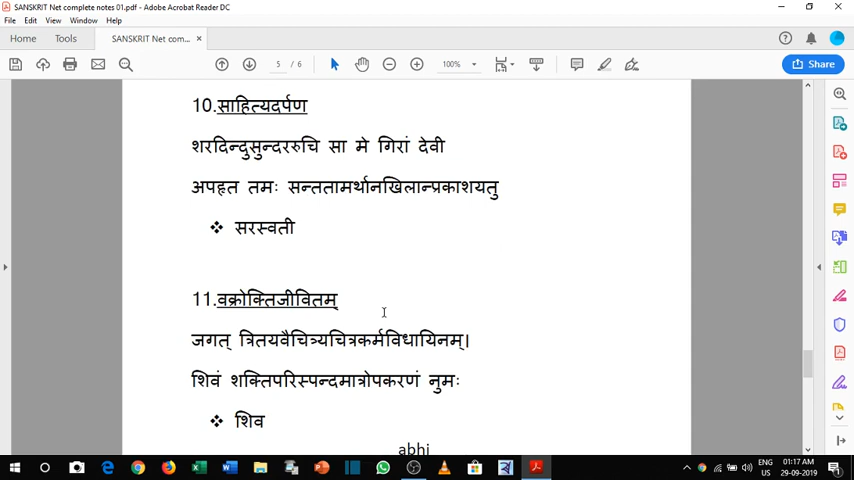 SANSKRIT Net complete notes 01.pdf - Adobe Acrobat Reader DC
File Edit View Window Help
Home Tools SANSKRIT Net com... ×
5 / 6 100% Share
10.साहित्यदर्पण
शरदिन्दुसुन्दररुचि सा मे गिरां देवी
अपहृत तमः सन्ततामर्थानखिलान्प्रकाशयतु
❖ सरस्वती
11.वक्रोक्तिजीवितम्
जगत् त्रितयवैचित्र्यचित्रकर्मविधायिनम्।
शिवं शक्तिपरिस्पन्दमात्रोपकरणं नुमः
❖ शिव
abhi
ENG 01:17 AM
US 29-09-2019